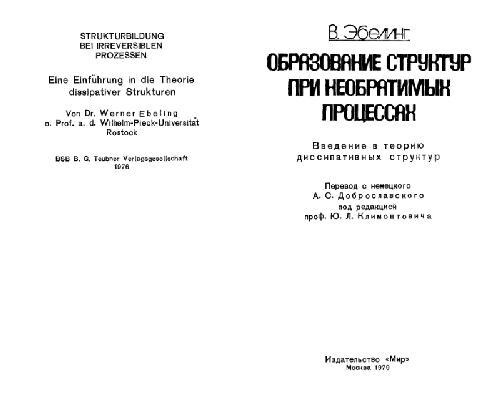 STRUKTURBILDUNG
BEI IRREVERSIBLEN
PROZESSEN
Eine Einführung in die Theorie
dissipativer Strukturen
Von Dr. Werner Ebeling
o. Prof. a. d. Wilhelm-Pieck-Universität
Rostock
BSB B. G. Teubner Verlagsgesellschaft
1976
В. Эбелинг
ОБРАЗОВАНИЕ СТРУКТУР
ПРИ НЕОБРАТИМЫХ
ПРОЦЕССАХ
Введение в теорию
диссипативных структур
Перевод с немецкого
А. С. Доброславского
под редакцией
проф. Ю. Л. Климонтовича
Издательство «Мир»
Москва 1979